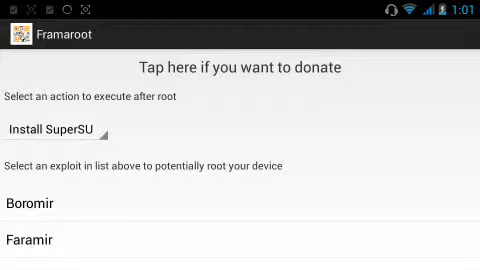 1:01
Framaroot
Tap here if you want to donate
Select an action to execute after root
Install SuperSU
Select an exploit in list above to potentially root your device
Boromir
Faramir